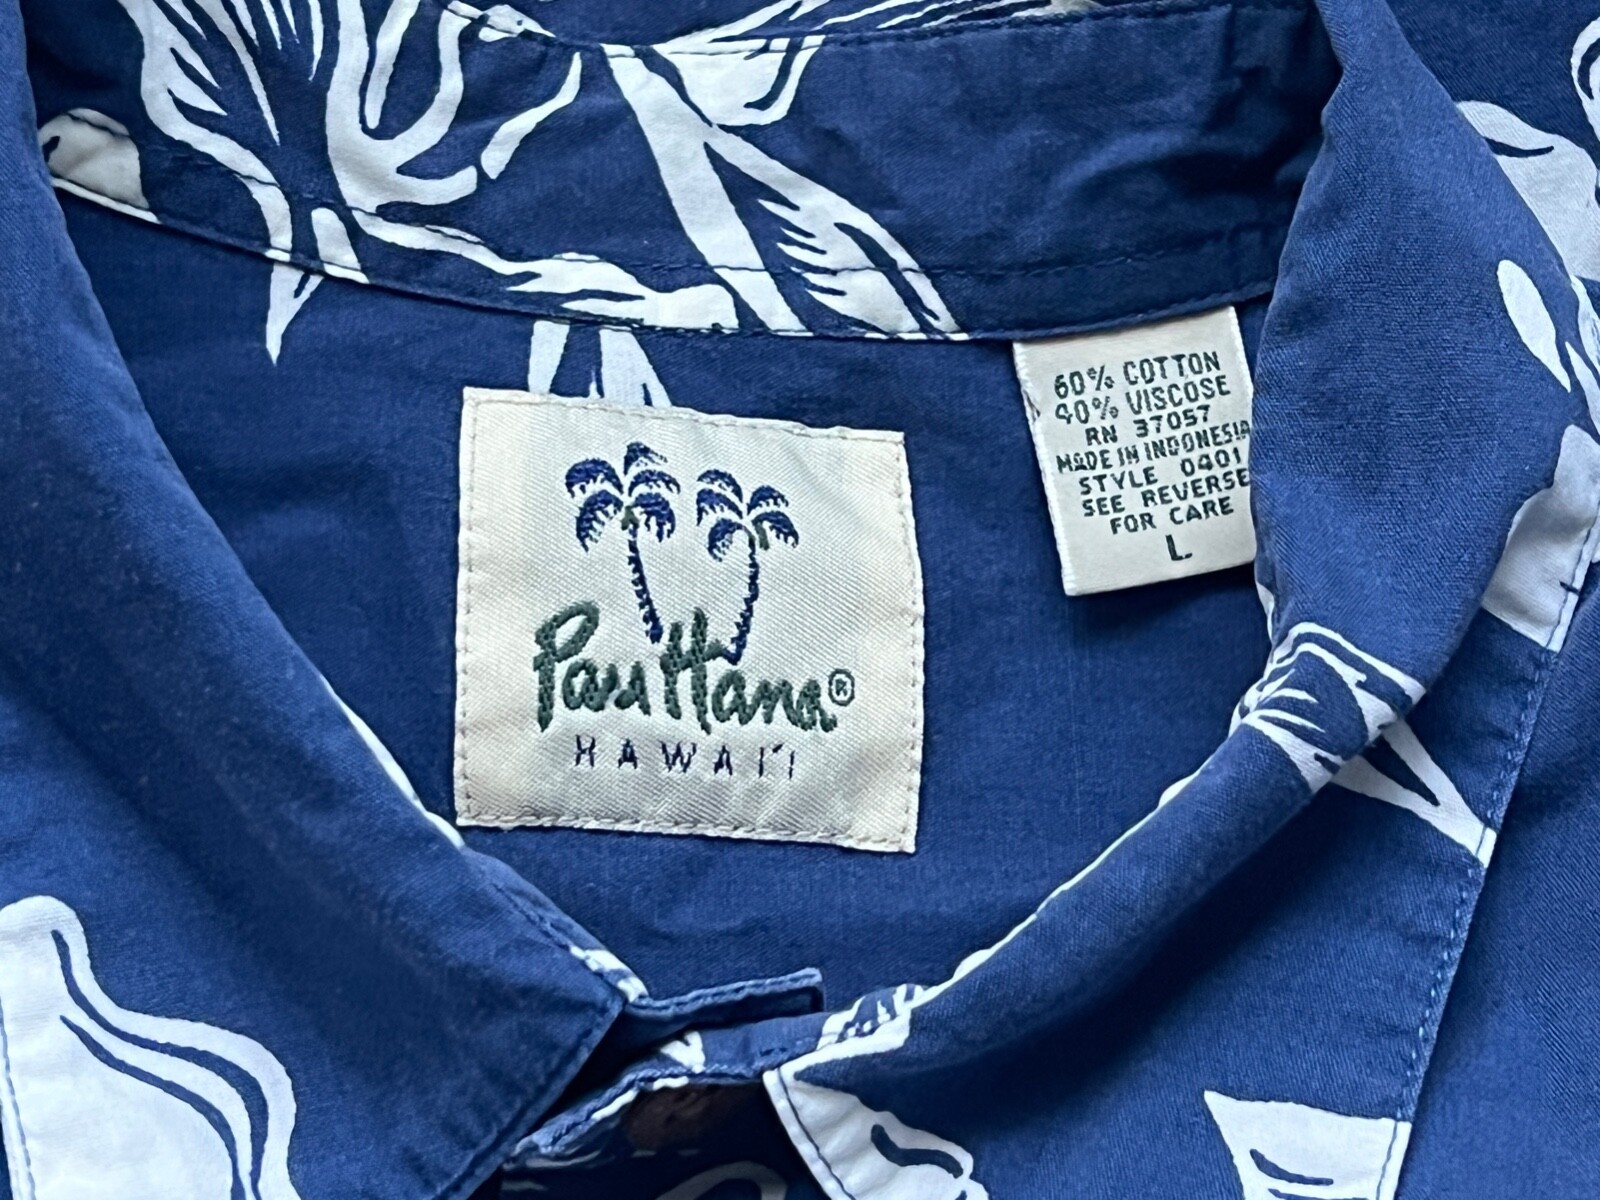 Pau Hana®
HAWAI'I
60% COTTON
40% VISCOSE
RN 37057
MADE IN INDONESIA
STYLE 0401
SEE REVERSE
FOR CARE
L